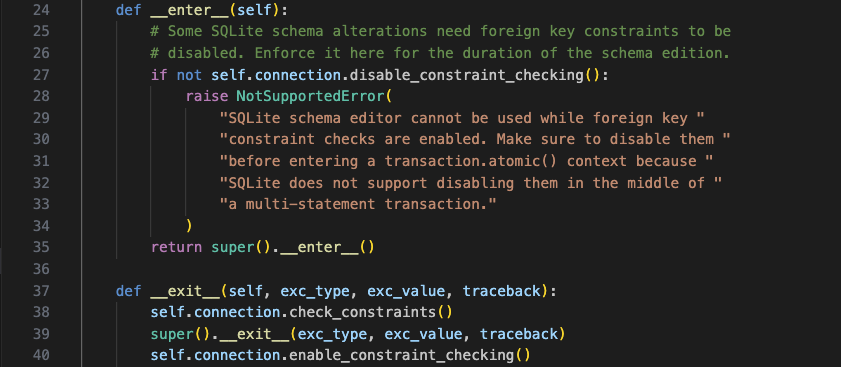 24 def __enter__(self):
25 # Some SQLite schema alterations need foreign key constraints to be
26 # disabled. Enforce it here for the duration of the schema edition.
27 if not self.connection.disable_constraint_checking():
28 raise NotSupportedError(
29 "SQLite schema editor cannot be used while foreign key "
30 "constraint checks are enabled. Make sure to disable them "
31 "before entering a transaction.atomic() context because "
32 "SQLite does not support disabling them in the middle of "
33 "a multi-statement transaction."
34 )
35 return super().__enter__()
36
37 def __exit__(self, exc_type, exc_value, traceback):
38 self.connection.check_constraints()
39 super().__exit__(exc_type, exc_value, traceback)
40 self.connection.enable_constraint_checking()